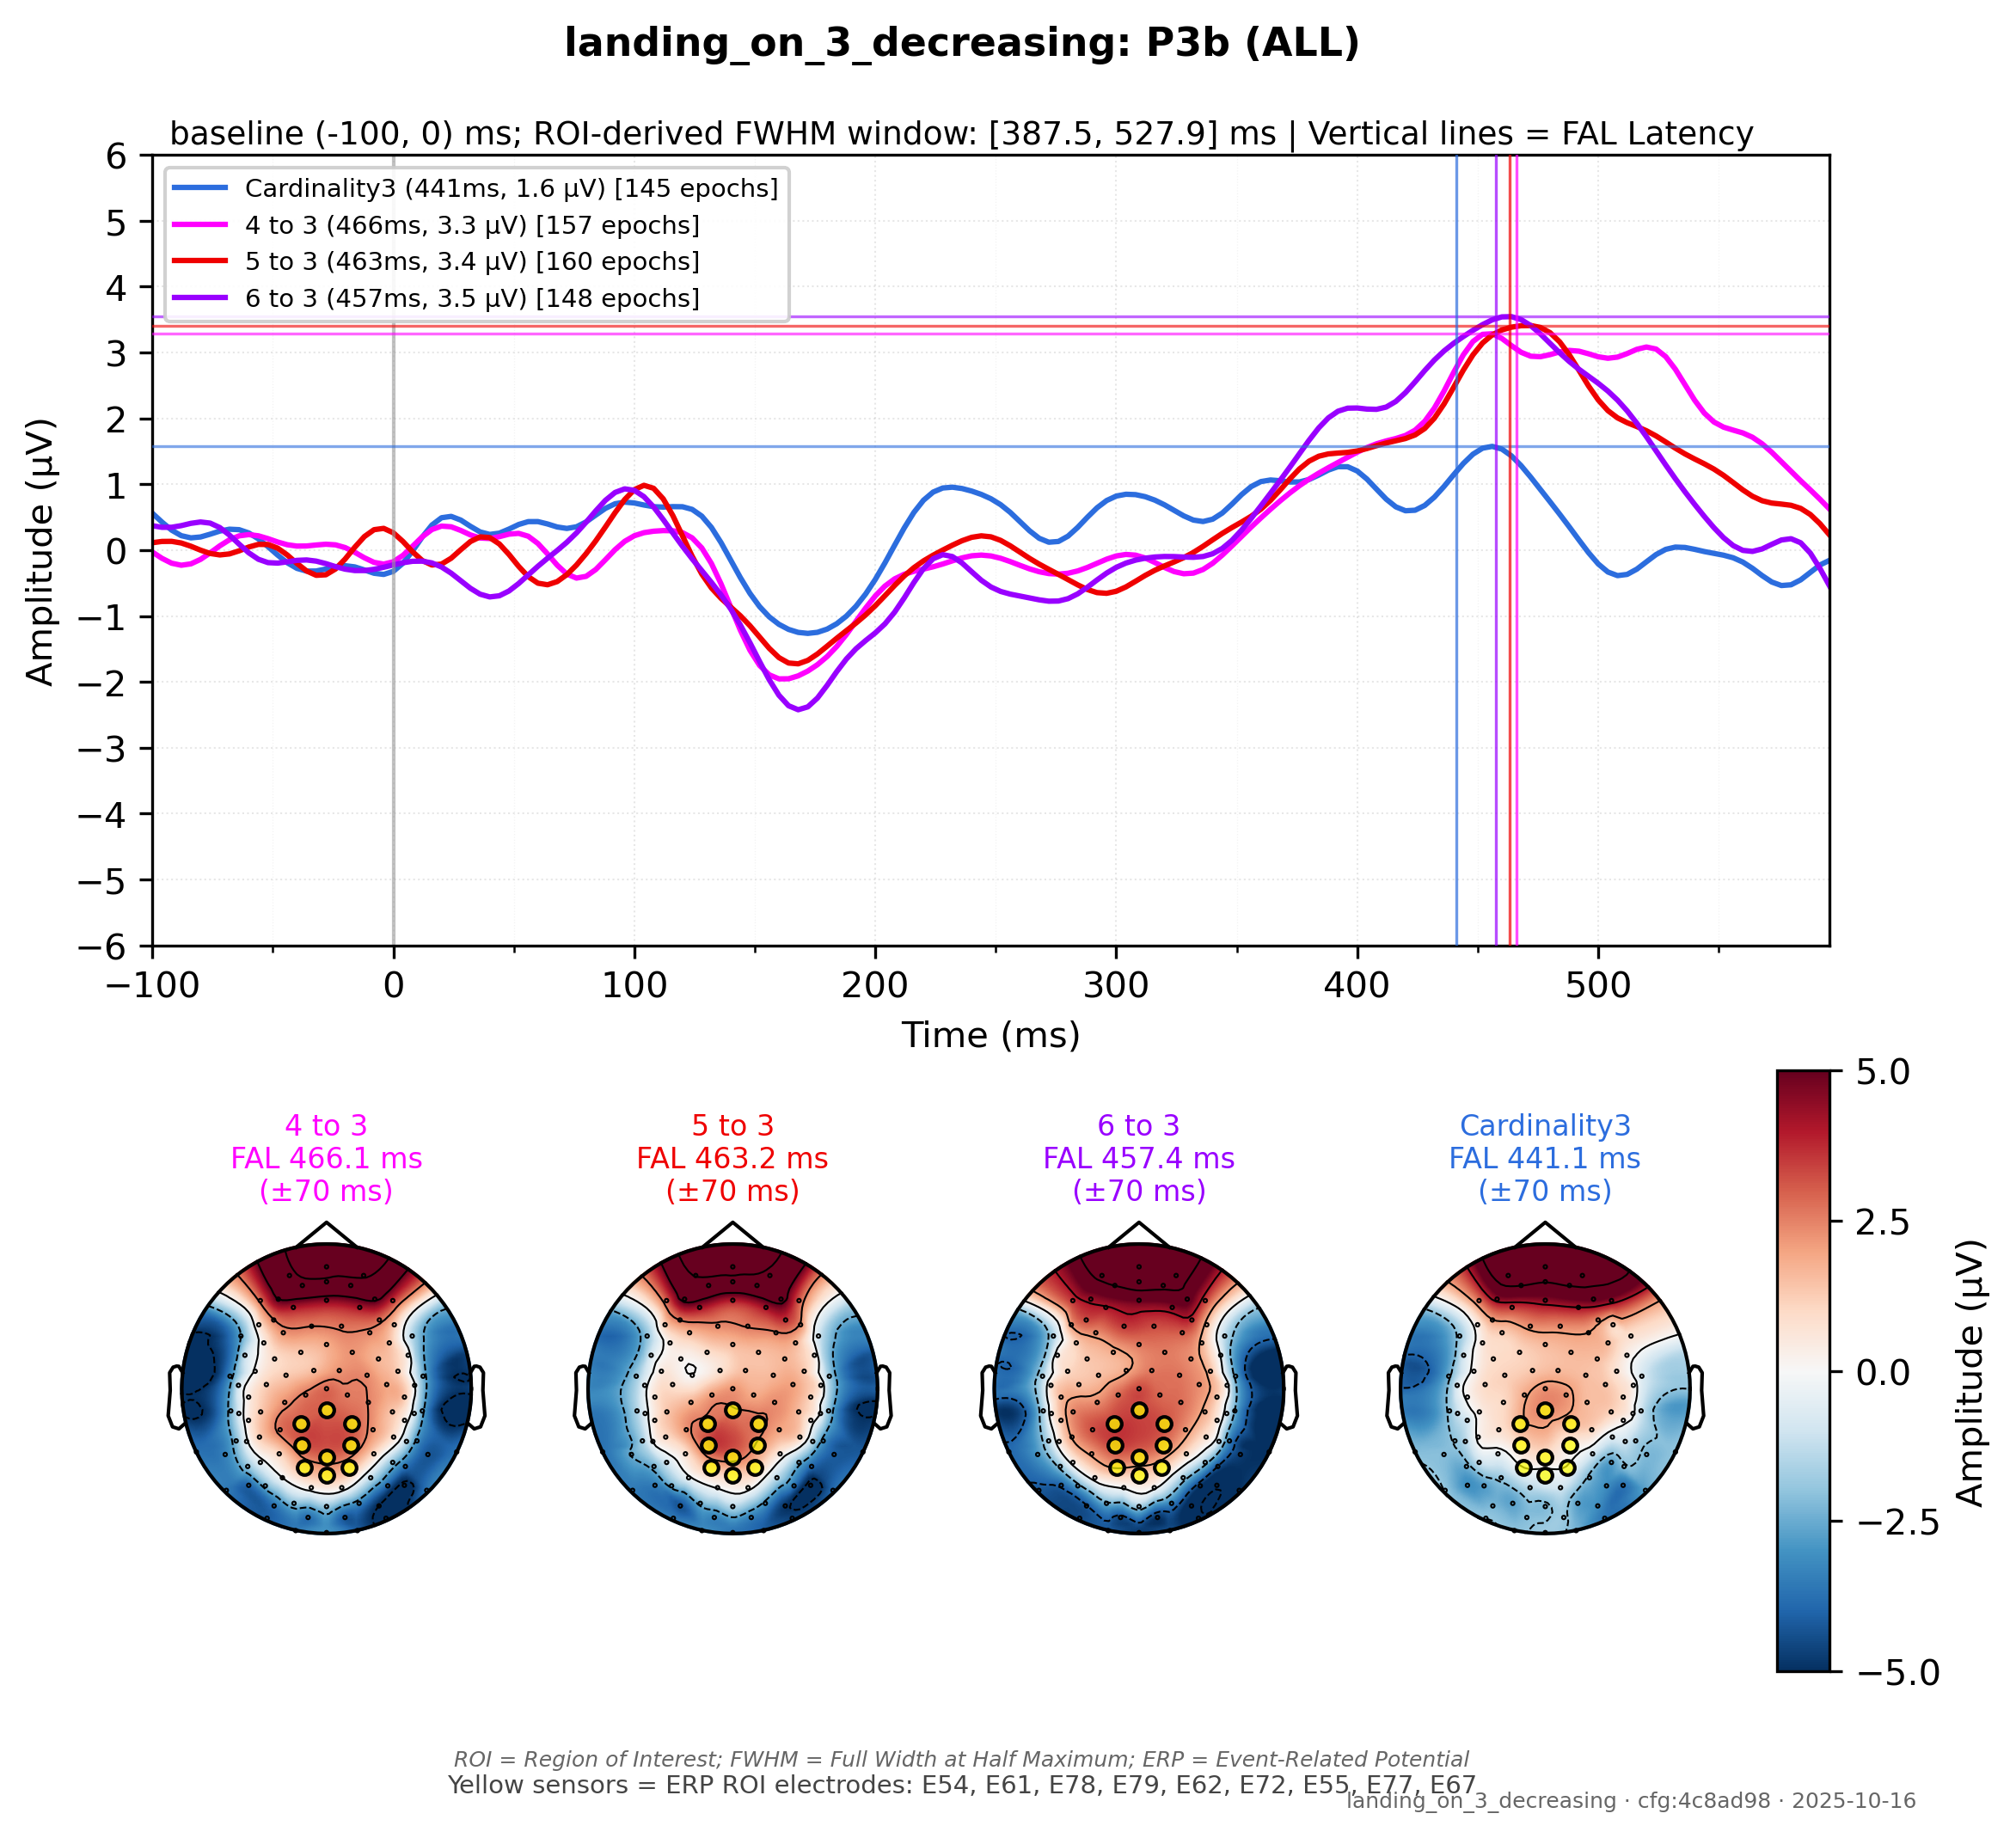 landing_on_3_decreasing: P3b (ALL)
baseline (-100, 0) ms; ROI-derived FWHM window: [387.5, 527.9] ms | Vertical lines = FAL Latency
Cardinality3 (441ms, 1.6 µV) [145 epochs]
4 to 3 (466ms, 3.3 µV) [157 epochs]
5 to 3 (463ms, 3.4 µV) [160 epochs]
6 to 3 (457ms, 3.5 µV) [148 epochs]
Amplitude (µV)
6
5
4
3
2
1
0
−1
−2
−3
−4
−5
−6
−100 0 100 200 300 400 500
Time (ms)
4 to 3
FAL 466.1 ms
(±70 ms)
5 to 3
FAL 463.2 ms
(±70 ms)
6 to 3
FAL 457.4 ms
(±70 ms)
Cardinality3
FAL 441.1 ms
(±70 ms)
5.0
2.5
0.0
−2.5
−5.0
Amplitude (µV)
ROI = Region of Interest; FWHM = Full Width at Half Maximum; ERP = Event-Related Potential
Yellow sensors = ERP ROI electrodes: E54, E61, E78, E79, E62, E72, E55, E77, E67
landing_on_3_decreasing · cfg:4c8ad98 · 2025-10-16